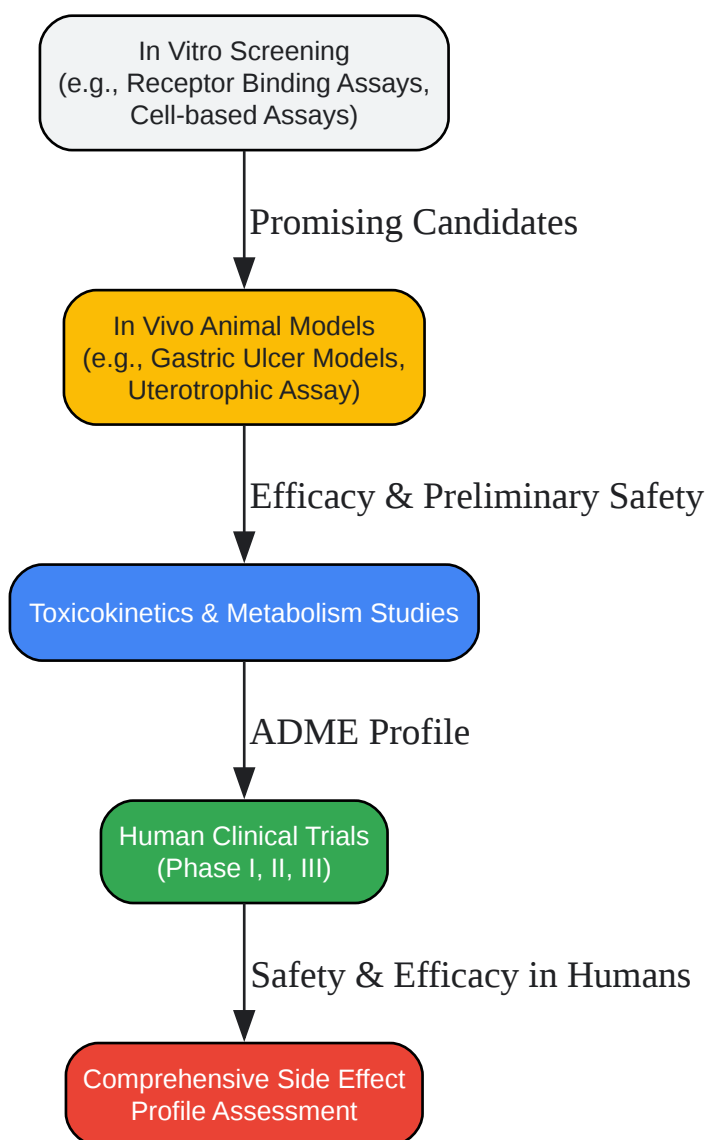 In Vitro Screening
(e.g., Receptor Binding Assays,
Cell-based Assays)
Promising Candidates
In Vivo Animal Models
(e.g., Gastric Ulcer Models,
Uterotrophic Assay)
Efficacy & Preliminary Safety
Toxicokinetics & Metabolism Studies
ADME Profile
Human Clinical Trials
(Phase I, II, III)
Safety & Efficacy in Humans
Comprehensive Side Effect
Profile Assessment